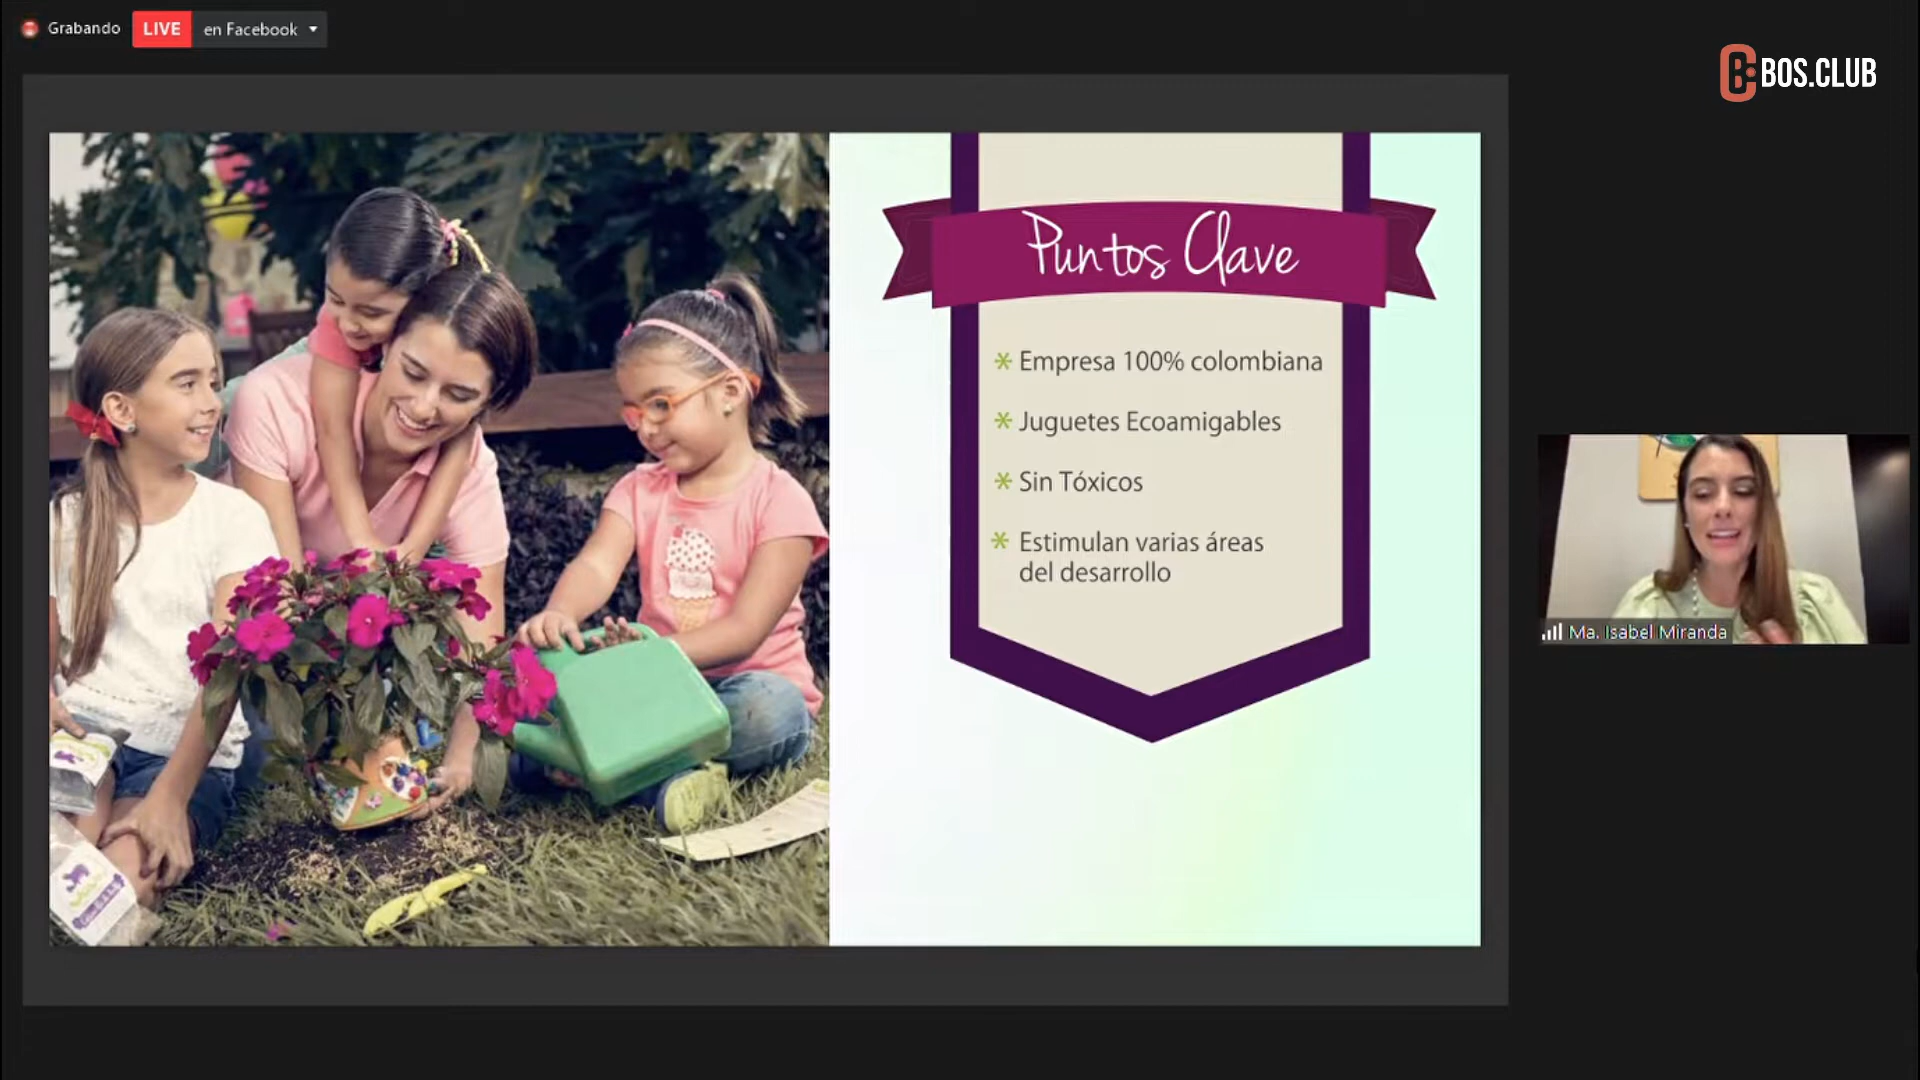 Grabando
LIVE
en Facebook
BOS.CLUB
Puntos Clave
Empresa 100% colombiana
Juguetes Ecoamigables
Sin Tóxicos
Estimulan varias áreas
del desarrollo
Ma. Isabel Miranda